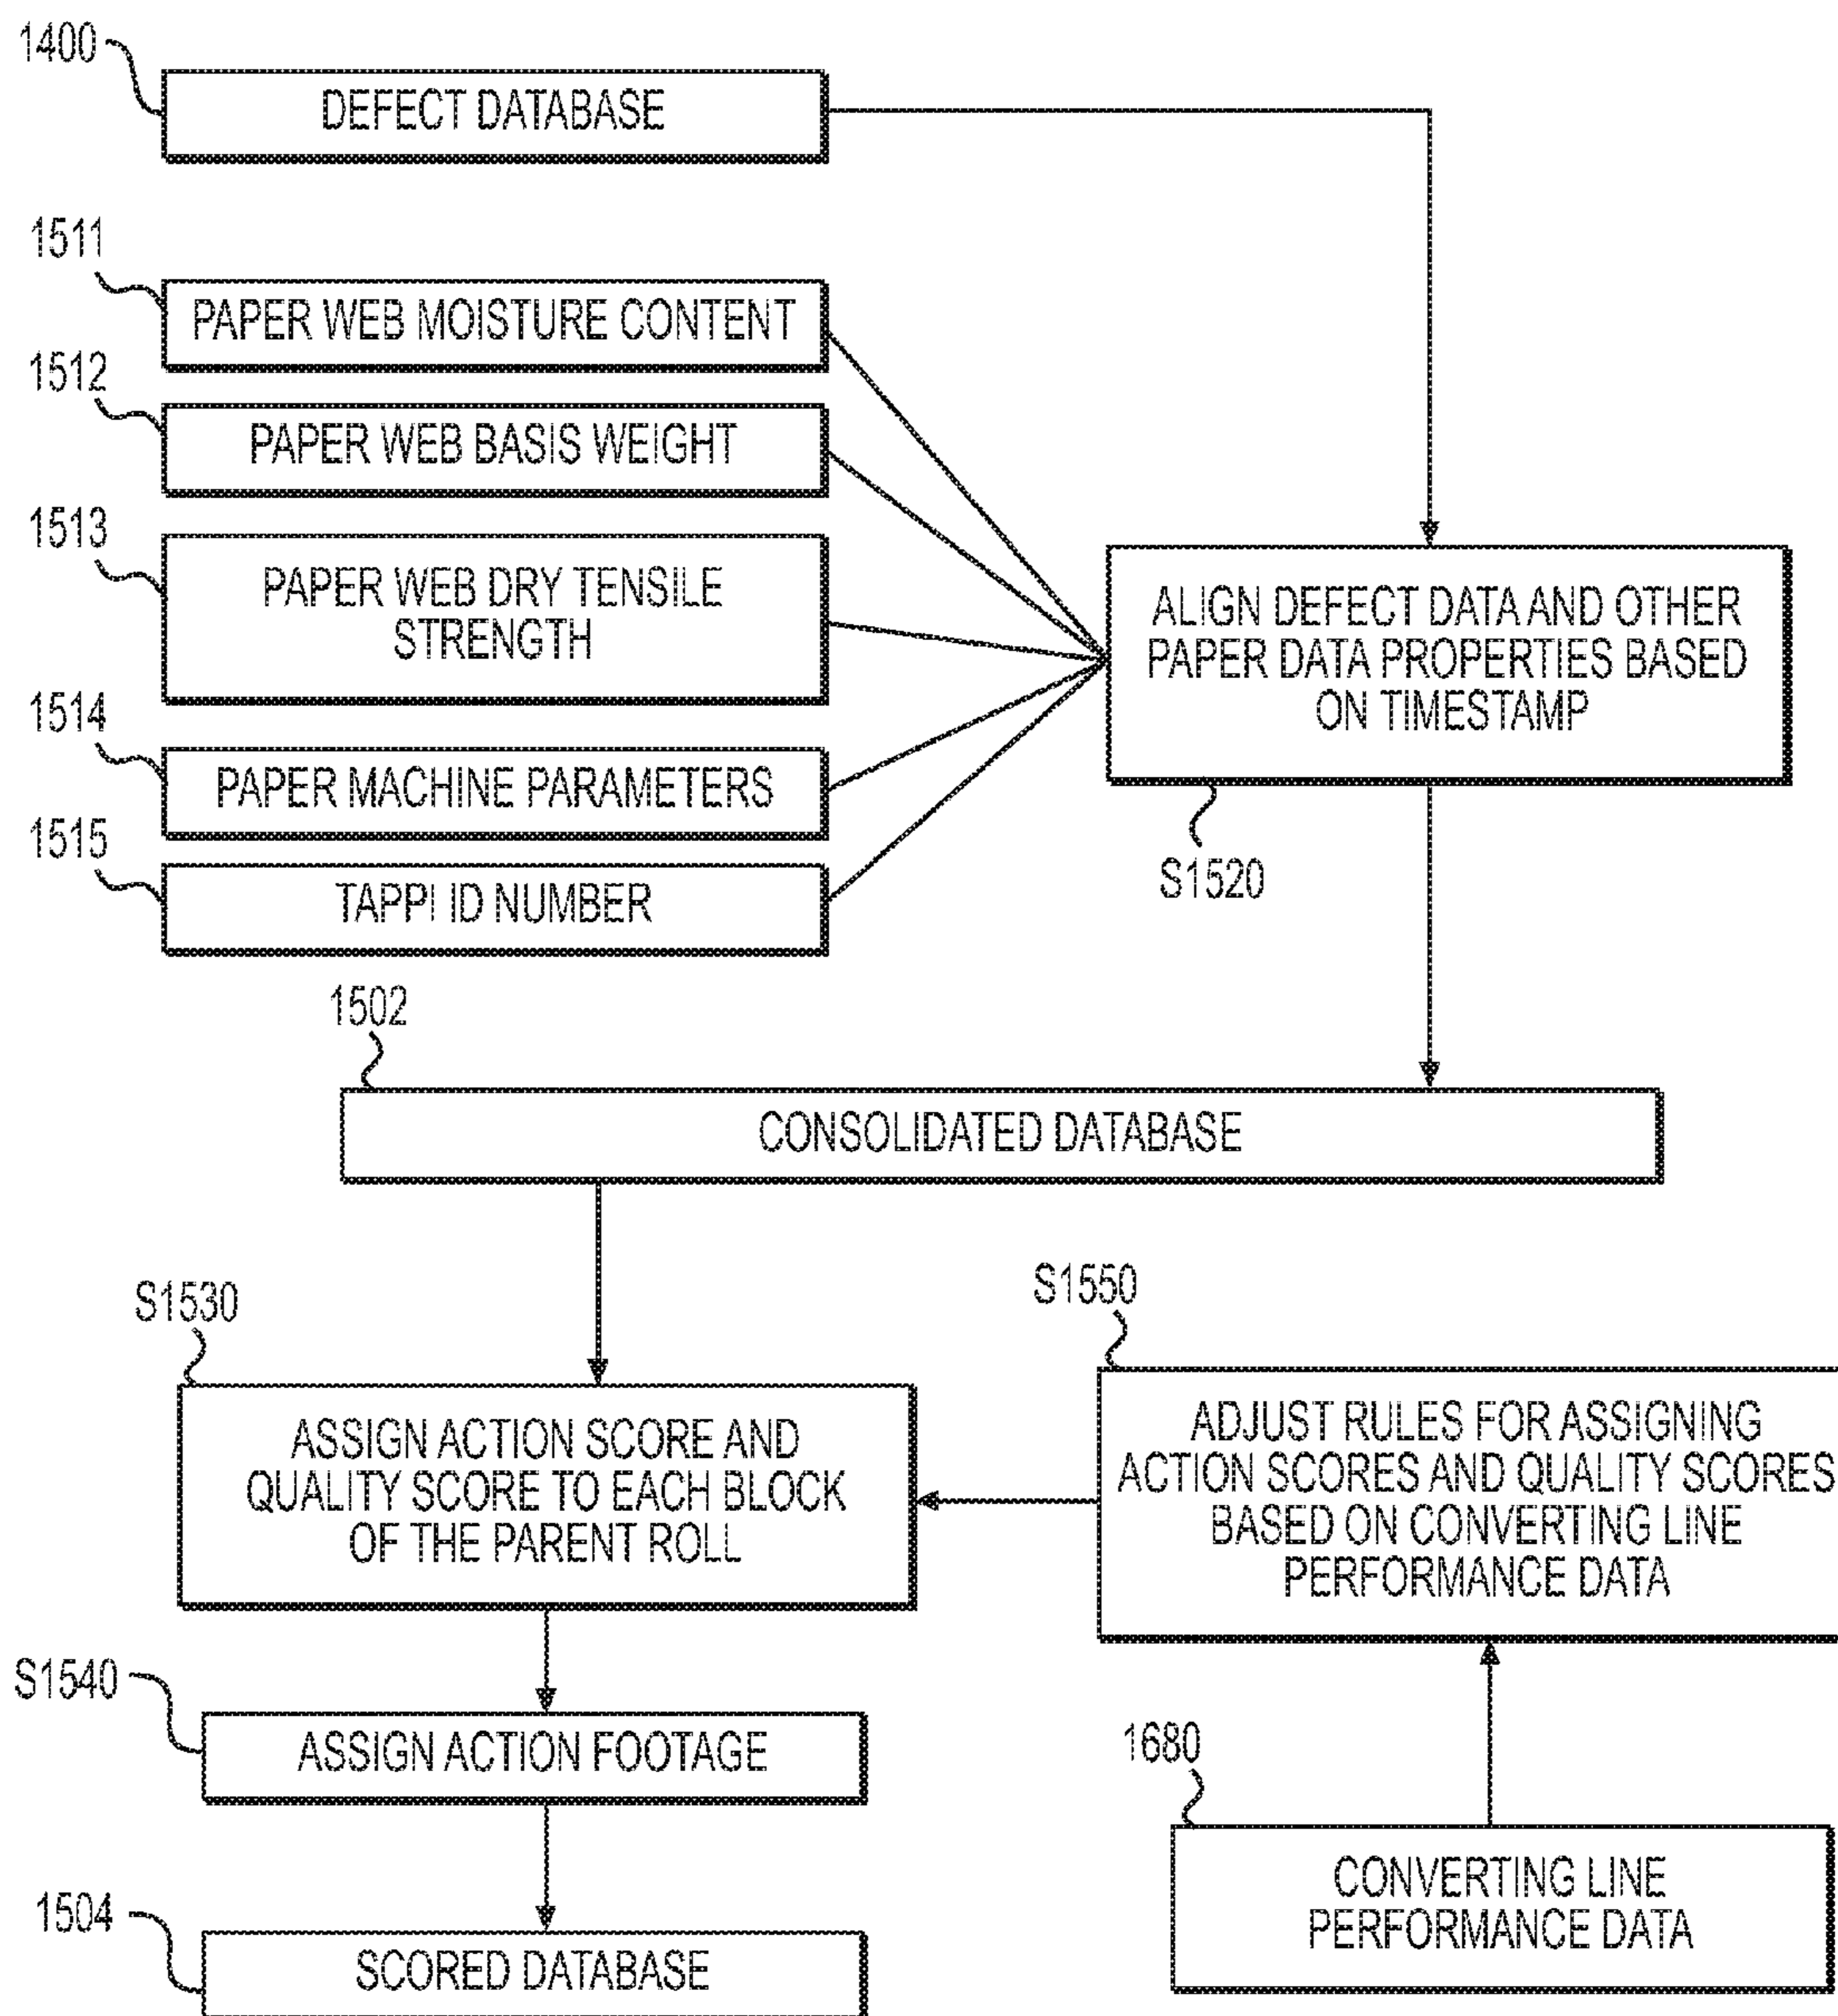 1400
DEFECT DATABASE
1511
PAPER WEB MOISTURE CONTENT
1512
PAPER WEB BASIS WEIGHT
1513
PAPER WEB DRY TENSILE
STRENGTH
ALIGN DEFECT DATA AND OTHER
PAPER DATA PROPERTIES BASED
ON TIMESTAMP
S1520
1514
PAPER MACHINE PARAMETERS
1515
TAPPI ID NUMBER
1502
CONSOLIDATED DATABASE
S1530
ASSIGN ACTION SCORE AND
QUALITY SCORE TO EACH BLOCK
OF THE PARENT ROLL
S1550
ADJUST RULES FOR ASSIGNING
ACTION SCORES AND QUALITY SCORES
BASED ON CONVERTING LINE
PERFORMANCE DATA
S1540
ASSIGN ACTION FOOTAGE
1680
CONVERTING LINE
PERFORMANCE DATA
1504
SCORED DATABASE